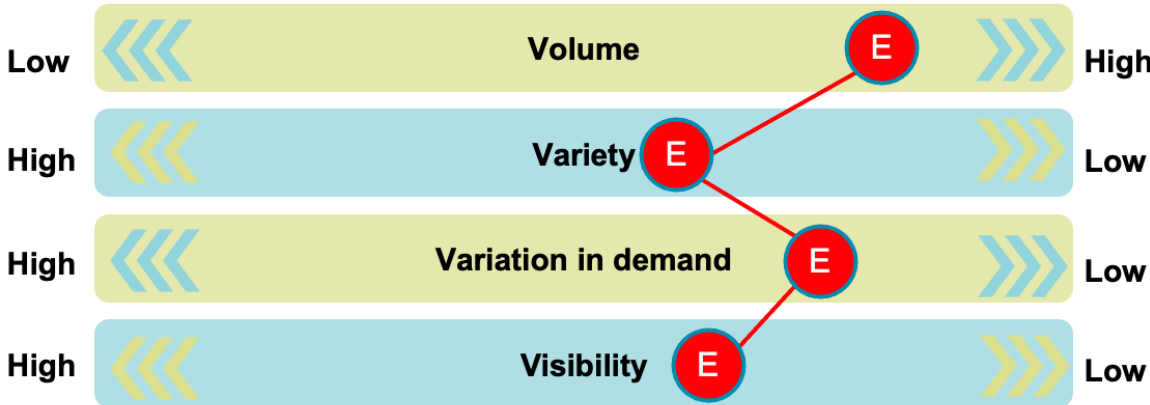 Volume E
Low High
High Variety E Low
High Variation in demand E Low
High Visibility E Low